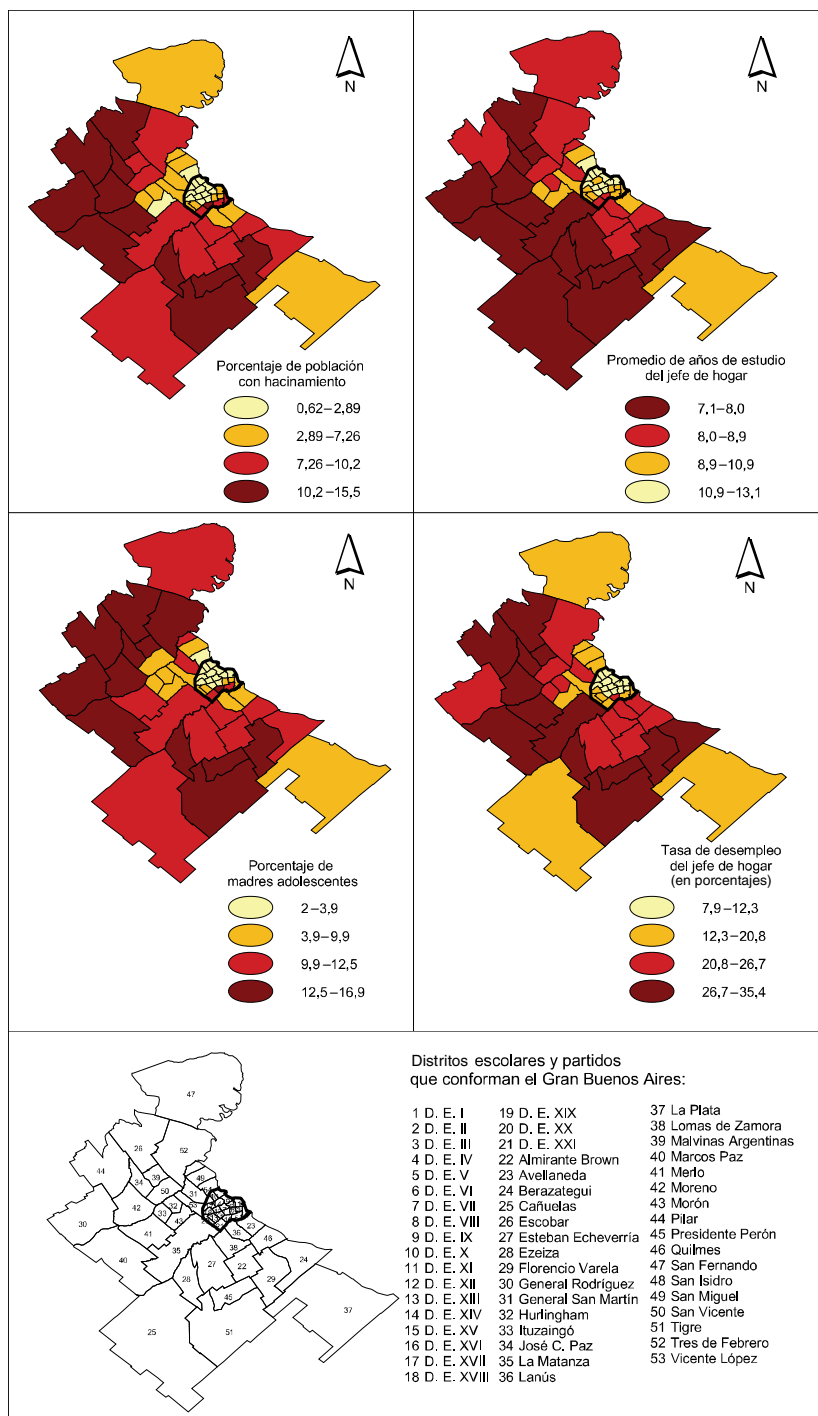 N
N
Porcentaje de población
con hacinamiento
0,62–2,89
2,89–7,26
7,26–10,2
10,2–15,5
Promedio de años de estudio
del jefe de hogar
7,1–8,0
8,0–8,9
8,9–10,9
10,9–13,1
N
N
Porcentaje de
madres adolescentes
2–3,9
3,9–9,9
9,9–12,5
12,5–16,9
Tasa de desempleo
del jefe de hogar
(en porcentajes)
7,9–12,3
12,3–20,8
20,8–26,7
26,7–35,4
47
26
52
44
34
39
50
48
31
32
33
42
43
41
30
40
35
36
23
46
38
27
22
24
28
29
45
37
25
51
Distritos escolares y partidos
que conforman el Gran Buenos Aires:
1 D. E. I
2 D. E. II
3 D. E. III
4 D. E. IV
5 D. E. V
6 D. E. VI
7 D. E. VII
8 D. E. VIII
9 D. E. IX
10 D. E. X
11 D. E. XI
12 D. E. XII
13 D. E. XIII
14 D. E. XIV
15 D. E. XV
16 D. E. XVI
17 D. E. XVII
18 D. E. XVIII
19 D. E. XIX
20 D. E. XX
21 D. E. XXI
22 Almirante Brown
23 Avellaneda
24 Berazategui
25 Cañuelas
26 Escobar
27 Esteban Echeverría
28 Ezeiza
29 Florencio Varela
30 General Rodríguez
31 General San Martín
32 Hurlingham
33 Ituzaingó
34 José C. Paz
35 La Matanza
36 Lanús
37 La Plata
38 Lomas de Zamora
39 Malvinas Argentinas
40 Marcos Paz
41 Merlo
42 Moreno
43 Morón
44 Pilar
45 Presidente Perón
46 Quilmes
47 San Fernando
48 San Isidro
49 San Miguel
50 San Vicente
51 Tigre
52 Tres de Febrero
53 Vicente López